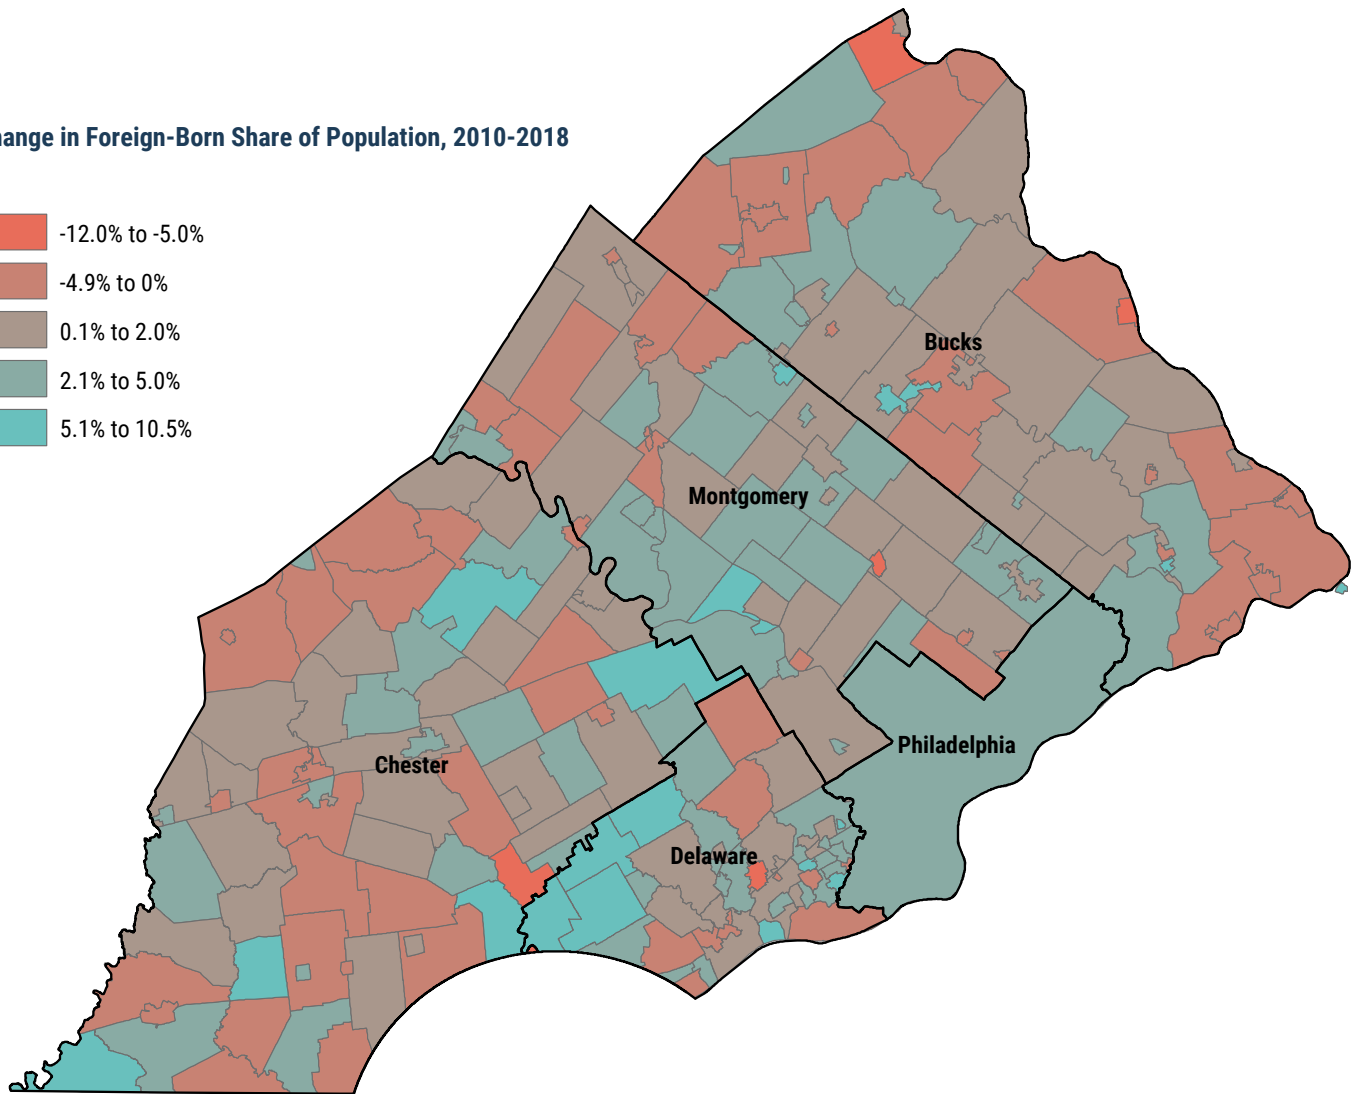 hange in Foreign-Born Share of Population, 2010-2018
-12.0% to -5.0%
-4.9% to 0%
0.1% to 2.0%
2.1% to 5.0%
5.1% to 10.5%
Bucks
Montgomery
Philadelphia
Chester
Delaware